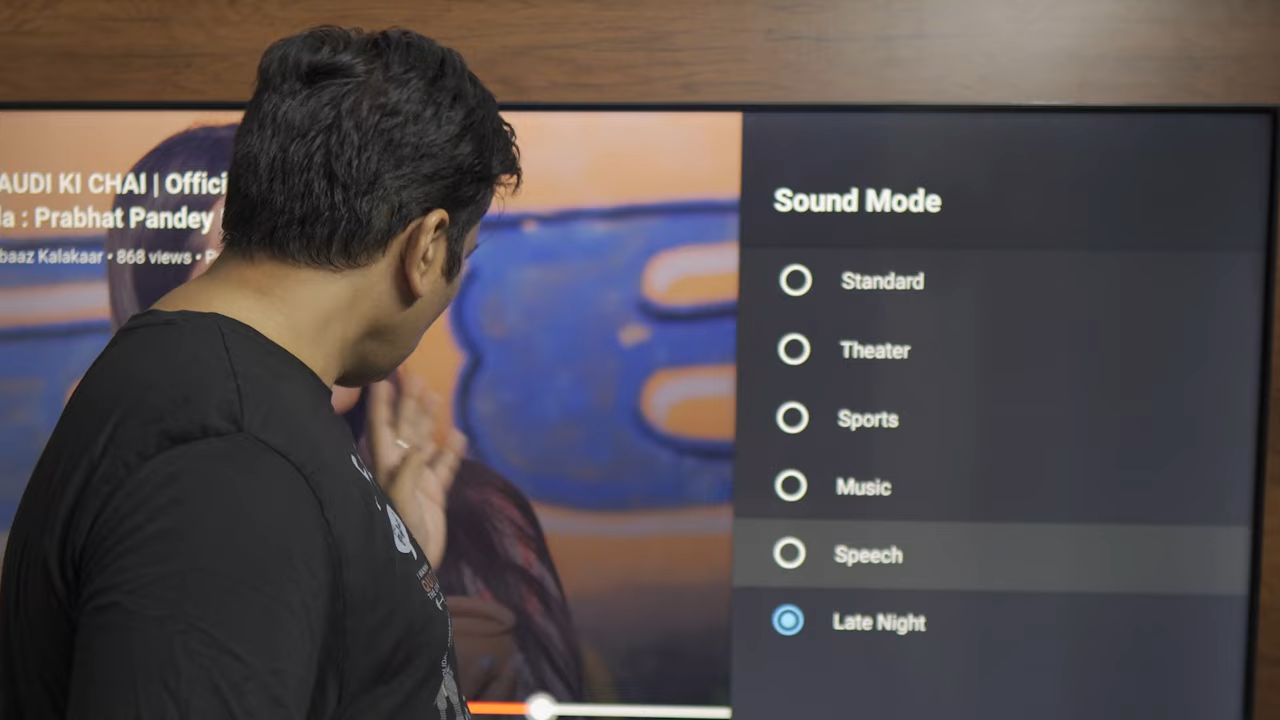 AUDI KI CHAI | Offici
la : Prabhat Pandey
baaz Kalakaar • 868 views • P
Sound Mode
Standard
Theater
Sports
Music
Speech
Late Night